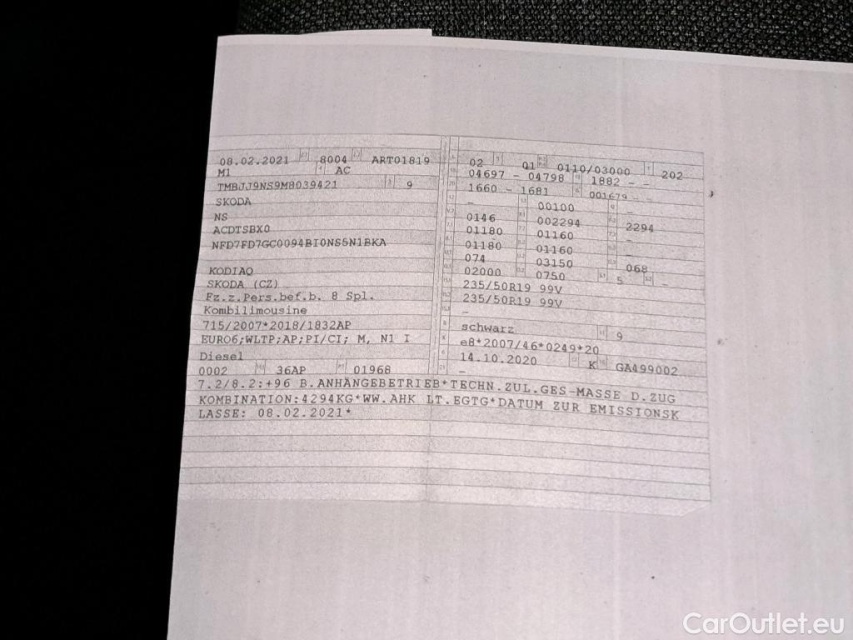 08.02.2021 8004 ART01819
M1 AC
TMBJJ9NS9M8039421 9
SKODA
NS
ACDTSBX0
NFD7FD7GC0094BI0NS5N1BKA
KODIAQ
SKODA (CZ)
Fz.z.Pers.bef.b. 8 Spl.
Kombilimousine
715/2007*2018/1832AP
EURO6;WLTP;AP;PI/CI; M, N1 I
Diesel
0002 36AP 01968
02 01 0110/03000 202
04697 - 04798 1882 - -
1660 - 1681 001679 - -
- 00100 -
0146 002294 2294
01180 01160 -
01180 01160 -
074 03150 068
02000 0750 5 -
235/50R19 99V
235/50R19 99V
-
schwarz 9
e8*2007/46*0249*20
14.10.2020 K GA499002
7.2/8.2:+96 B.ANHÄNGEBETRIEB*TECHN.ZUL.GES-MASSE D.ZUG
KOMBINATION:4294KG*WW.AHK LT.EGTG*DATUM ZUR EMISSIONSK
LASSE: 08.02.2021*
CarOutlet.eu